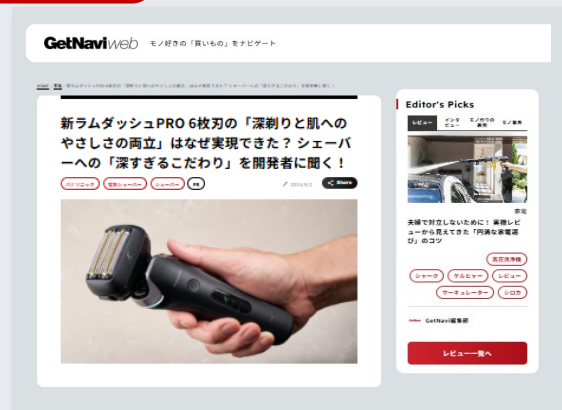 GetNavi web モノ好きの「買いもの」をナビゲート
新ラムダッシュPRO 6枚刃の「深剃りと肌への
やさしさの両立」はなぜ実現できた？ シェーバ
ーへの「深すぎるこだわり」を開発者に聞く！
パナソニック 電気シェーバー シェーバー PR
Share
Editor's Picks
レビュー インタビュー モノ作りの裏側 モノ書房
家電
夫婦で対立しないために！ 実機レビ
ューから見えてきた「円満な家電選
び」のコツ
高圧洗浄機
シャーク ケルヒャー レビュー
サーキュレーター シロカ
GetNavi編集部
レビュー一覧へ